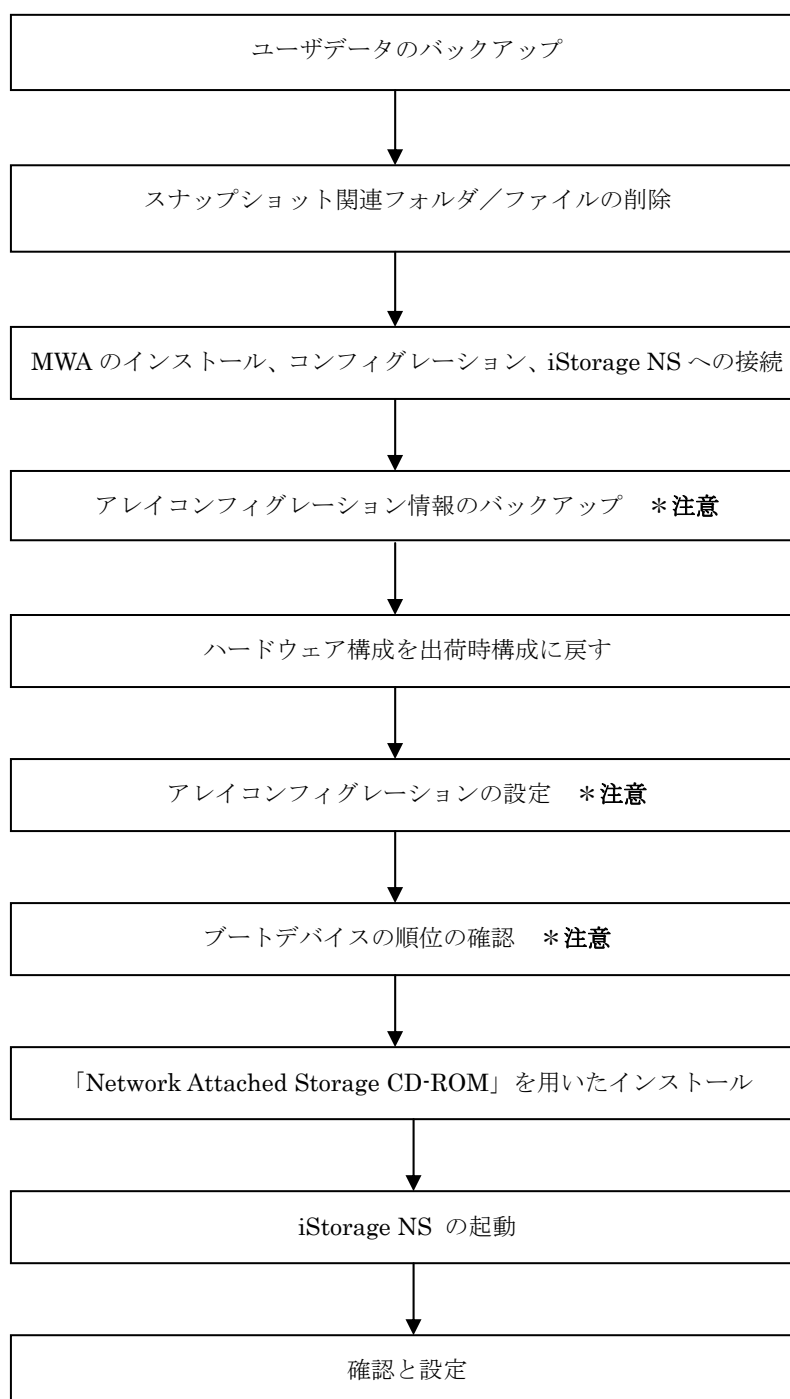 ユーザデータのバックアップ
スナップショット関連フォルダ／ファイルの削除
MWA のインストール、コンフィグレーション、iStorage NS への接続
アレイコンフィグレーション情報のバックアップ　＊注意
ハードウェア構成を出荷時構成に戻す
アレイコンフィグレーションの設定　＊注意
ブートデバイスの順位の確認　＊注意
「Network Attached Storage CD-ROM」を用いたインストール
iStorage NS の起動
確認と設定